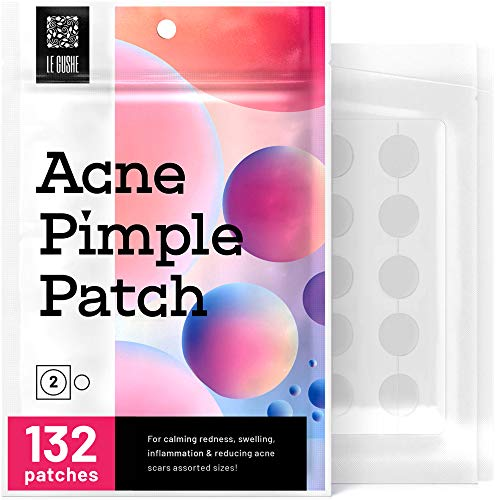 LE GUSHE
Acne
Pimple
Patch
2
132
patches
For calming redness, swelling,
inflammation & reducing acne
scars assorted sizes!